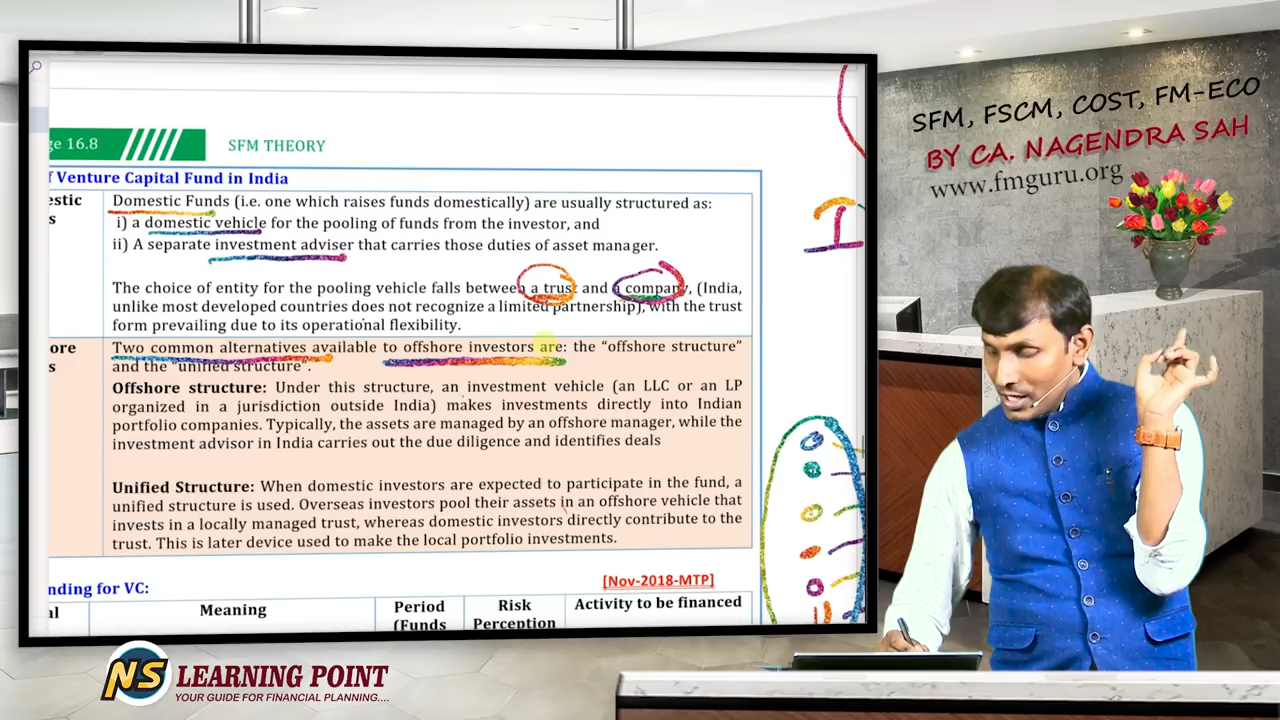 SFM, FSCM, COST, FM-ECO
BY CA. NAGENDRA SAH
www.fmguru.org
ge 16.8
SFM THEORY
f Venture Capital Fund in India
estic
s
Domestic Funds (i.e. one which raises funds domestically) are usually structured as:
i) a domestic vehicle for the pooling of funds from the investor, and
ii) A separate investment adviser that carries those duties of asset manager.
The choice of entity for the pooling vehicle falls between a trust and a company, (India,
unlike most developed countries does not recognize a limited partnership), with the trust
form prevailing due to its operational flexibility.
ore
s
Two common alternatives available to offshore investors are: the “offshore structure”
and the “unified structure”.
Offshore structure: Under this structure, an investment vehicle (an LLC or an LP
organized in a jurisdiction outside India) makes investments directly into Indian
portfolio companies. Typically, the assets are managed by an offshore manager, while the
investment advisor in India carries out the due diligence and identifies deals
Unified Structure: When domestic investors are expected to participate in the fund, a
unified structure is used. Overseas investors pool their assets in an offshore vehicle that
invests in a locally managed trust, whereas domestic investors directly contribute to the
trust. This is later device used to make the local portfolio investments.
nding for VC:
[Nov-2018-MTP]
al
Meaning
Period
(Funds
Risk
Perception
Activity to be financed
NS LEARNING POINT
YOUR GUIDE FOR FINANCIAL PLANNING....